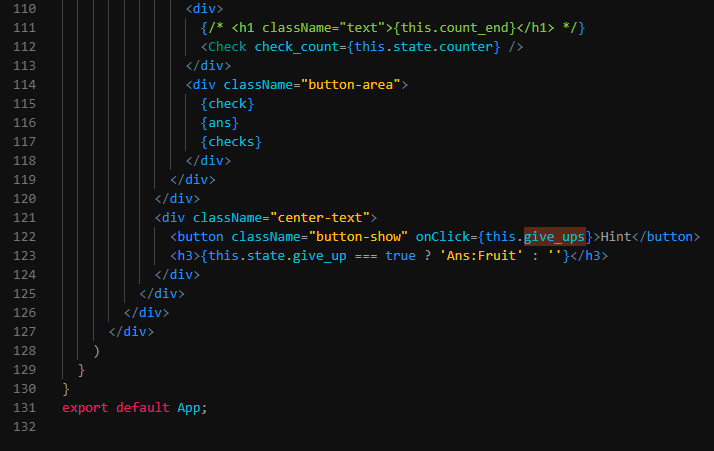 110 <div>
111 {/* <h1 className="text">{this.count_end}</h1> */}
112 <Check check_count={this.state.counter} />
113 </div>
114 <div className="button-area">
115 {check}
116 {ans}
117 {checks}
118 </div>
119 </div>
120 </div>
121 <div className="center-text">
122 <button className="button-show" onClick={this.give_ups}>Hint</button>
123 <h3>{this.state.give_up === true ? 'Ans:Fruit' : ''}</h3>
124 </div>
125 </div>
126 </div>
127 </div>
128 )
129 }
130 }
131 export default App;
132